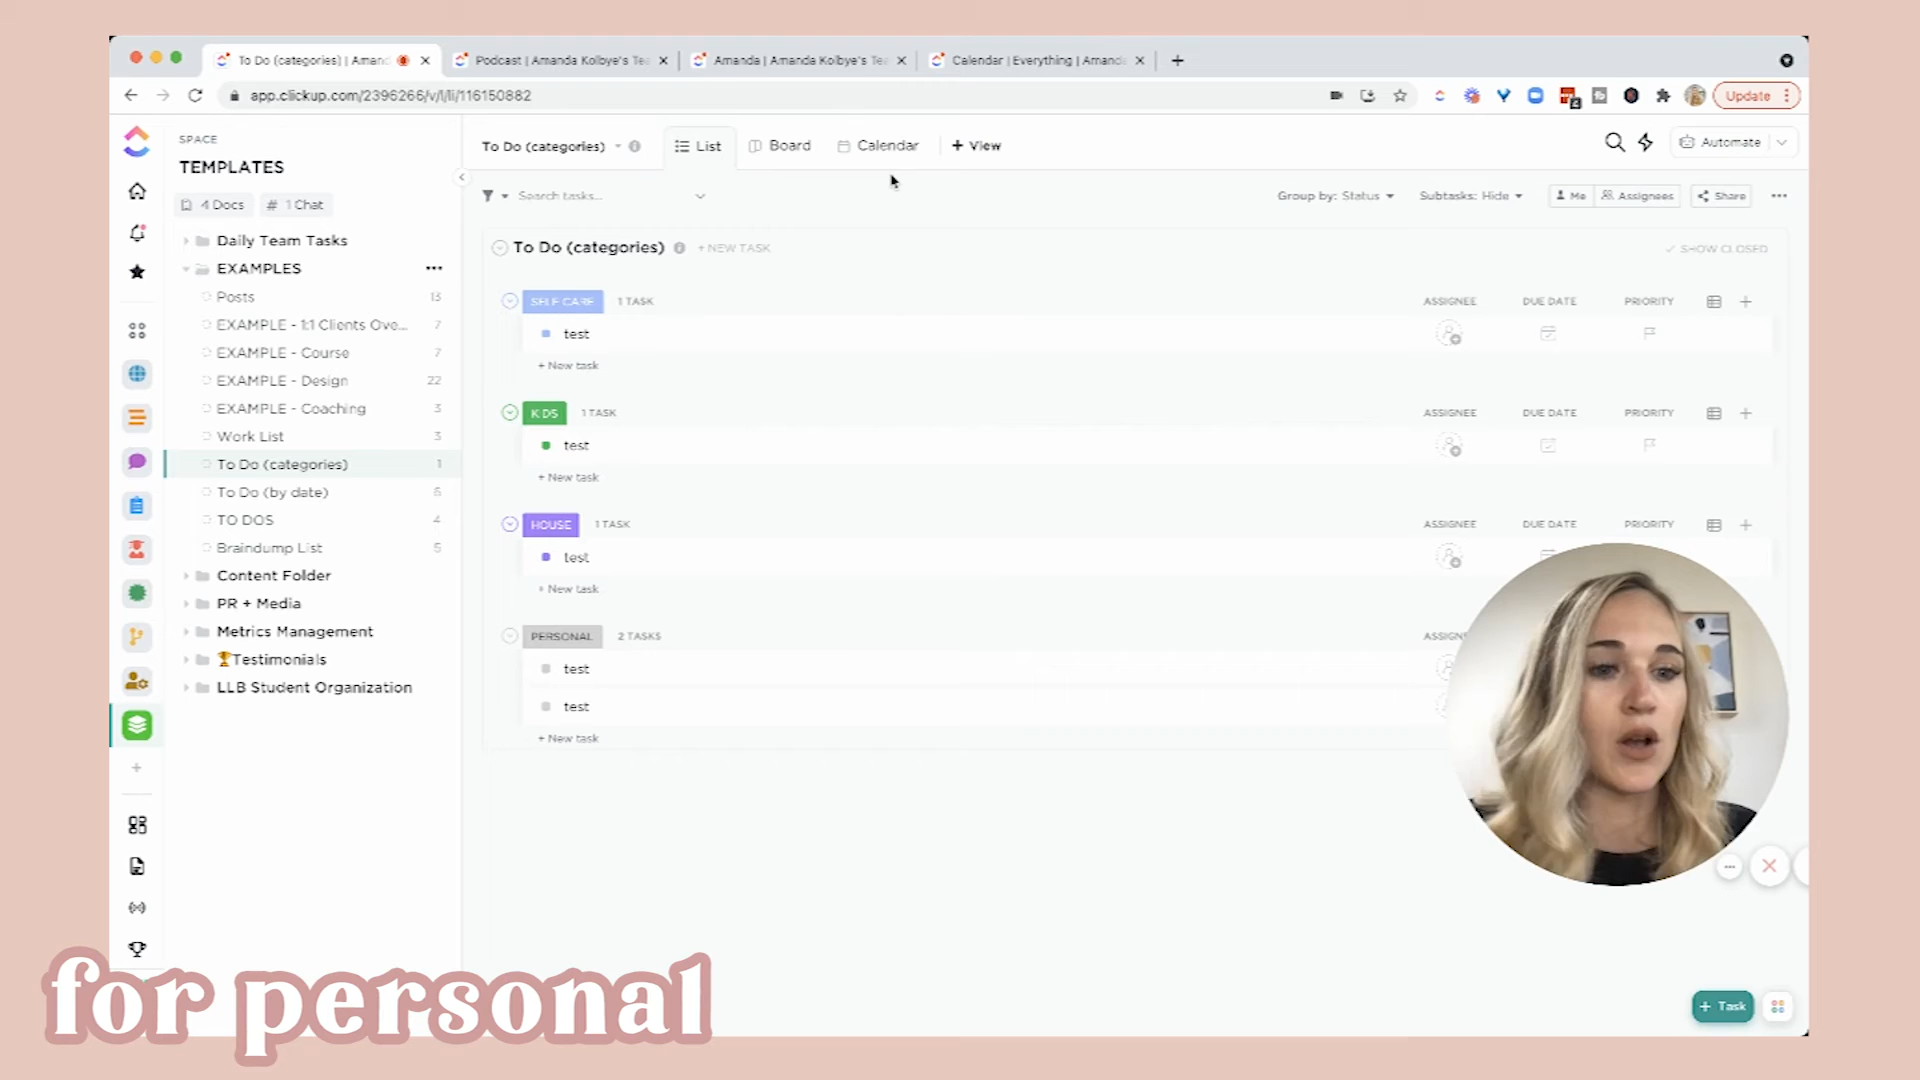 To Do (categories) | Aman
Podcast | Amanda Kolbye's Te
Amanda | Amanda Kolbye's Te
Calendar | Everything | Amand
app.clickup.com/2396266/v/l/li/116150882
Update
SPACE
TEMPLATES
4 Docs
# 1 Chat
Daily Team Tasks
EXAMPLES
Posts 13
EXAMPLE - 1:1 Clients Ove... 7
EXAMPLE - Course 7
EXAMPLE - Design 22
EXAMPLE - Coaching 3
Work List 3
To Do (categories) 1
To Do (by date)
TO DOS 4
Braindump List 5
Content Folder
PR + Media
Metrics Management
🏆Testimonials
LLB Student Organization
To Do (categories)
List
Board
Calendar
+ View
Automate
Search tasks...
Group by: Status
Subtasks: Hide
Me
Assignees
Share
To Do (categories)
+ NEW TASK
SHOW CLOSED
SELF CARE 1 TASK ASSIGNEE DUE DATE PRIORITY
test
+ New task
KIDS 1 TASK ASSIGNEE DUE DATE PRIORITY
test
+ New task
HOUSE 1 TASK ASSIGNEE DUE DATE PRIORITY
test
+ New task
PERSONAL 2 TASKS ASSIGN
test
test
+ New task
+ Task
for personal